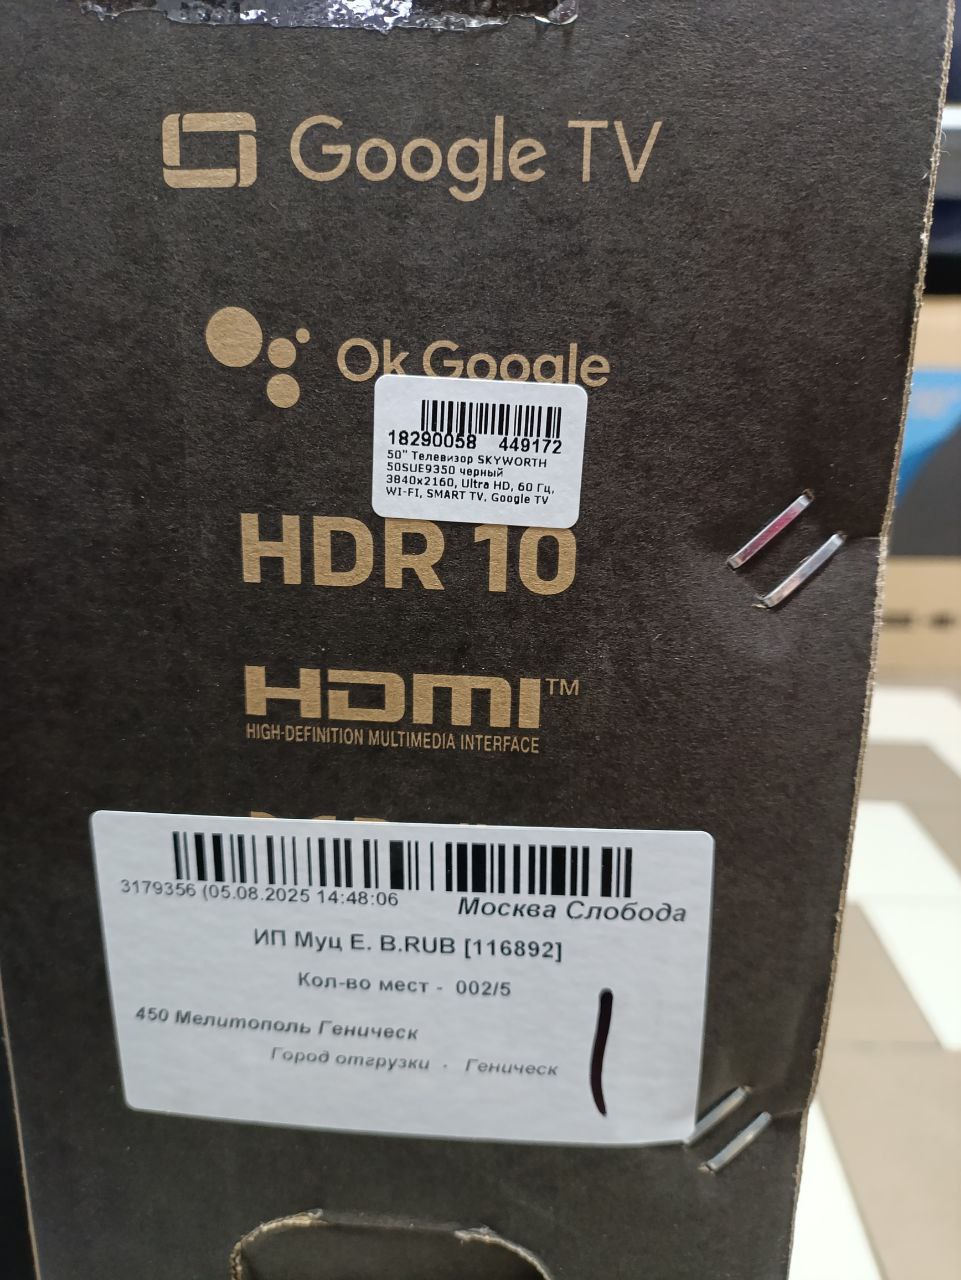 Google TV
Ok Google
18290058 449172
50" Телевизор SKYWORTH
50SUE9350 черный
3840x2160, Ultra HD, 60 Гц,
WI-FI, SMART TV, Google TV
HDR 10
HDMI™
HIGH-DEFINITION MULTIMEDIA INTERFACE
3179356 (05.08.2025 14:48:06
Москва Слобода
ИП Муц Е. В.RUB [116892]
Кол-во мест - 002/5
450 Мелитополь Геническ
Город отгрузки - Геническ